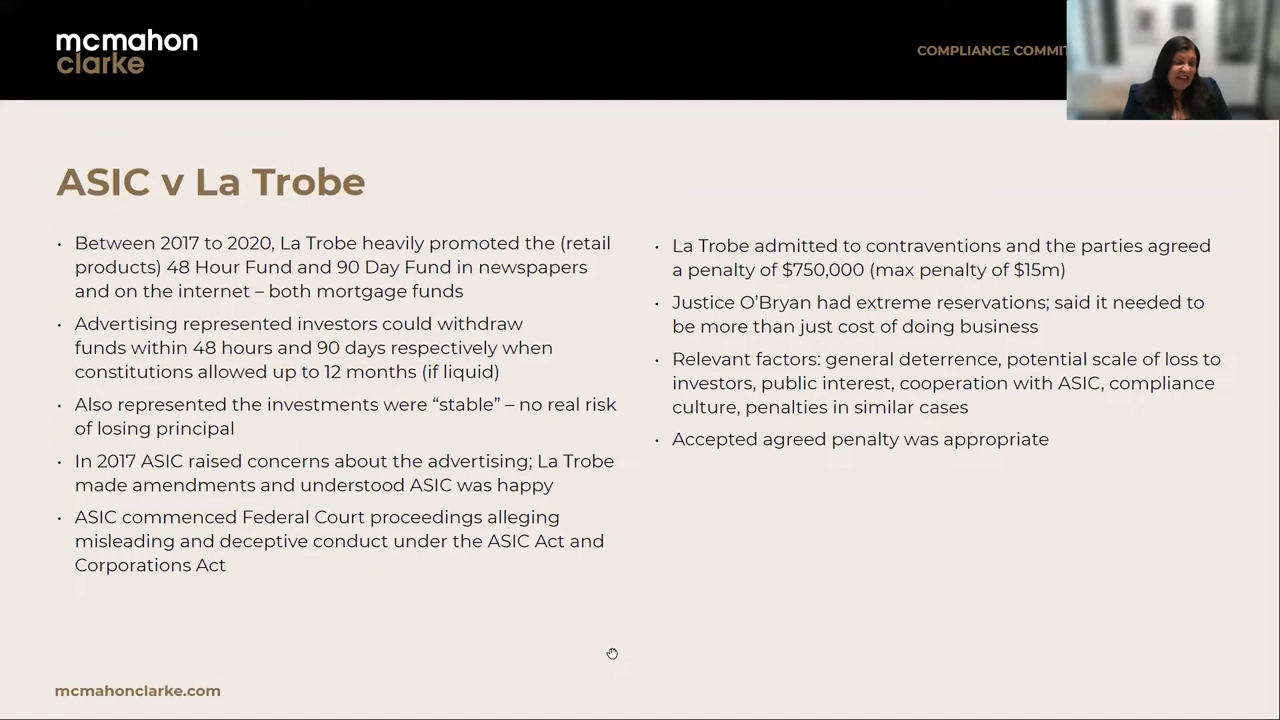 mcmahon
clarke
COMPLIANCE
ASIC v La Trobe
• Between 2017 to 2020, La Trobe heavily promoted the (retail
products) 48 Hour Fund and 90 Day Fund in newspapers
and on the internet – both mortgage funds
• Advertising represented investors could withdraw
funds within 48 hours and 90 days respectively when
constitutions allowed up to 12 months (if liquid)
• Also represented the investments were “stable” – no real risk
of losing principal
• In 2017 ASIC raised concerns about the advertising; La Trobe
made amendments and understood ASIC was happy
• ASIC commenced Federal Court proceedings alleging
misleading and deceptive conduct under the ASIC Act and
Corporations Act
• La Trobe admitted to contraventions and the parties agreed
a penalty of $750,000 (max penalty of $15m)
• Justice O’Bryan had extreme reservations; said it needed to
be more than just cost of doing business
• Relevant factors: general deterrence, potential scale of loss to
investors, public interest, cooperation with ASIC, compliance
culture, penalties in similar cases
• Accepted agreed penalty was appropriate
mcmahonclarke.com